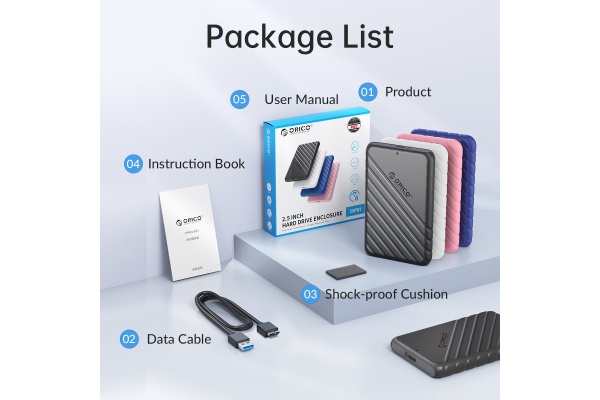 Package List
05 User Manual
01 Product
04 Instruction Book
ORICO
2.5 INCH
HARD DRIVE ENCLOSURE
ORICO
ORICO
03 Shock-proof Cushion
02 Data Cable
ORICO